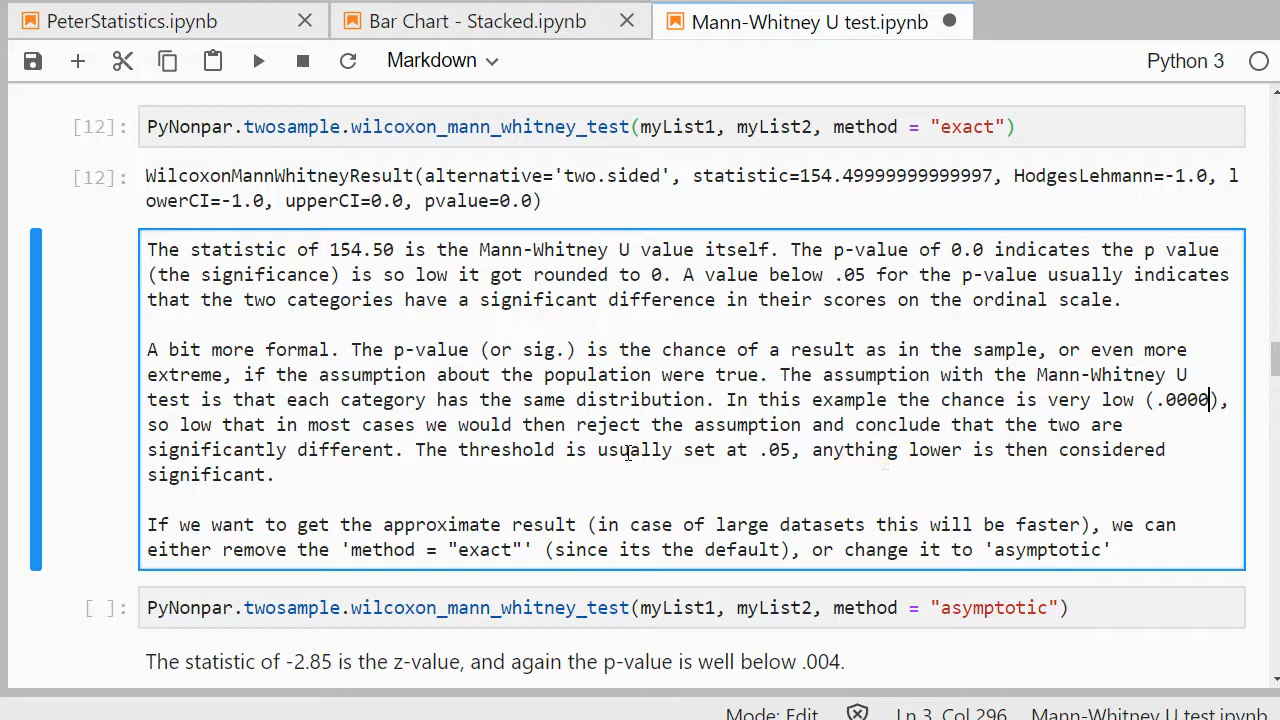 PeterStatistics.ipynb
Bar Chart - Stacked.ipynb
Mann-Whitney U test.ipynb
Markdown
Python 3
[12]:
PyNonpar.twosample.wilcoxon_mann_whitney_test(myList1, myList2, method = "exact")
[12]:
WilcoxonMannWhitneyResult(alternative='two.sided', statistic=154.49999999999997, HodgesLehmann=-1.0, l
owerCI=-1.0, upperCI=0.0, pvalue=0.0)
The statistic of 154.50 is the Mann-Whitney U value itself. The p-value of 0.0 indicates the p value
(the significance) is so low it got rounded to 0. A value below .05 for the p-value usually indicates
that the two categories have a significant difference in their scores on the ordinal scale.
A bit more formal. The p-value (or sig.) is the chance of a result as in the sample, or even more
extreme, if the assumption about the population were true. The assumption with the Mann-Whitney U
test is that each category has the same distribution. In this example the chance is very low (.0000),
so low that in most cases we would then reject the assumption and conclude that the two are
significantly different. The threshold is usually set at .05, anything lower is then considered
significant.
If we want to get the approximate result (in case of large datasets this will be faster), we can
either remove the 'method = "exact"' (since its the default), or change it to 'asymptotic'
[ ]:
PyNonpar.twosample.wilcoxon_mann_whitney_test(myList1, myList2, method = "asymptotic")
The statistic of -2.85 is the z-value, and again the p-value is well below .004.
Mode: Edit
Ln 3, Col 296
Mann-Whitney U test.ipynb